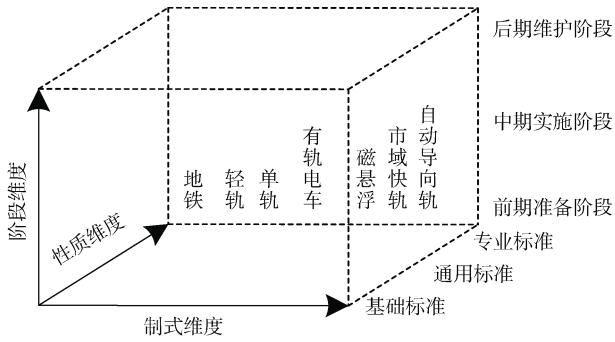 后期维护阶段
中期实施阶段
前期准备阶段
阶段维度
性质维度
地铁
轻轨
单轨
有轨电车
磁悬浮
市域快轨
自动导向轨
专业标准
通用标准
基础标准
制式维度